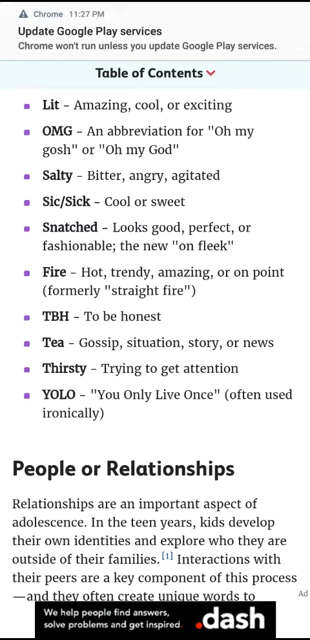 Chrome 11:27 PM
Update Google Play services
Chrome won't run unless you update Google Play services.
Table of Contents
Lit - Amazing, cool, or exciting
OMG - An abbreviation for "Oh my
gosh" or "Oh my God"
Salty - Bitter, angry, agitated
Sic/Sick - Cool or sweet
Snatched - Looks good, perfect, or
fashionable; the new "on fleek"
Fire - Hot, trendy, amazing, or on point
(formerly "straight fire")
TBH - To be honest
Tea - Gossip, situation, story, or news
Thirsty - Trying to get attention
YOLO - "You Only Live Once" (often used
ironically)
People or Relationships
Relationships are an important aspect of
adolescence. In the teen years, kids develop
their own identities and explore who they are
outside of their families.[1] Interactions with
their peers are a key component of this process
—and they often create unique words to
Ad
We help people find answers,
solve problems and get inspired.
.dash